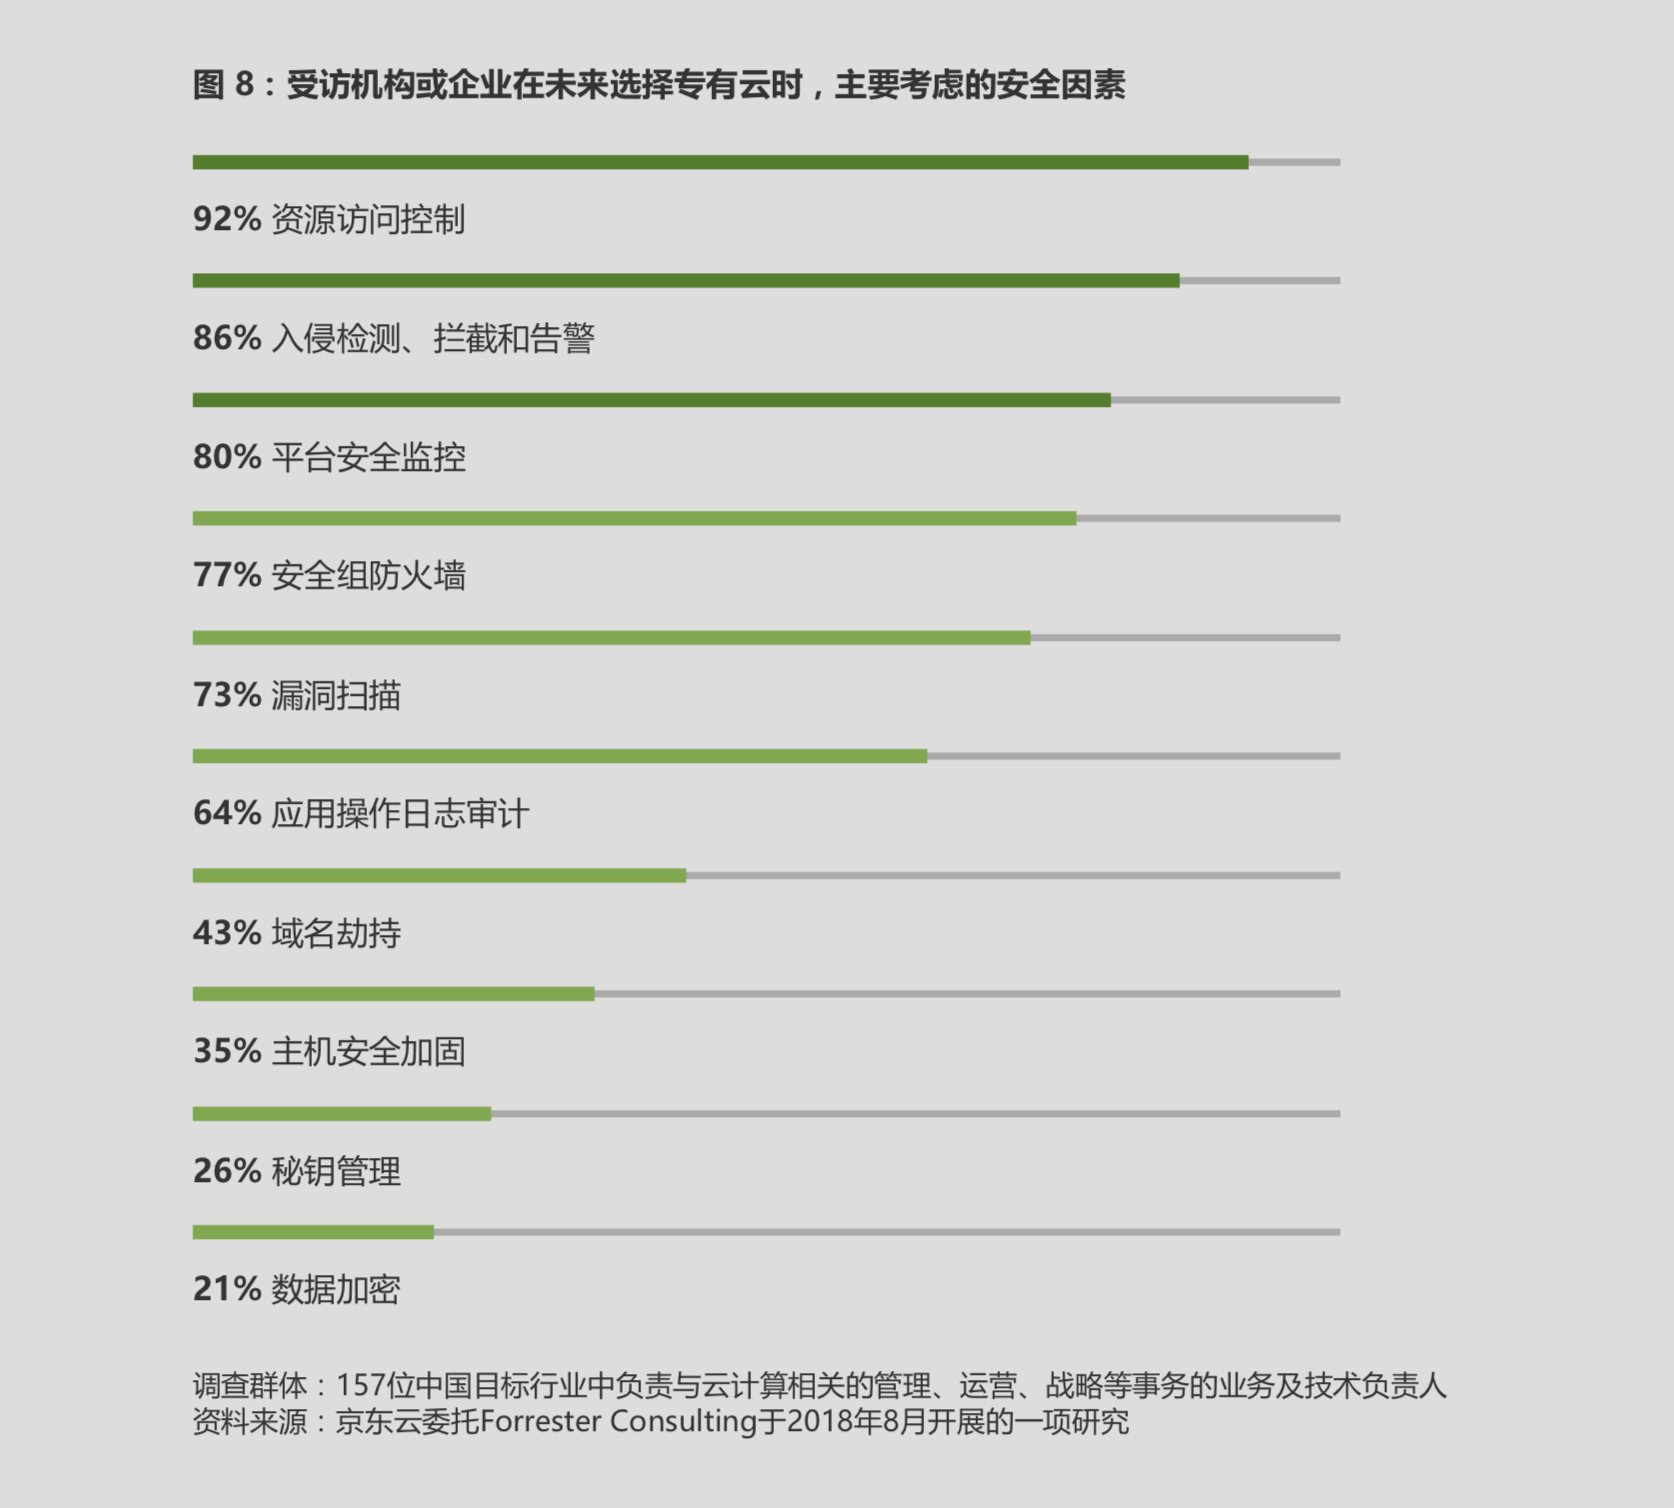 图 8：受访机构或企业在未来选择专有云时，主要考虑的安全因素
92% 资源访问控制
86% 入侵检测、拦截和告警
80% 平台安全监控
77% 安全组防火墙
73% 漏洞扫描
64% 应用操作日志审计
43% 域名劫持
35% 主机安全加固
26% 秘钥管理
21% 数据加密
调查群体：157位中国目标行业中负责与云计算相关的管理、运营、战略等事务的业务及技术负责人
资料来源：京东云委托Forrester Consulting于2018年8月开展的一项研究